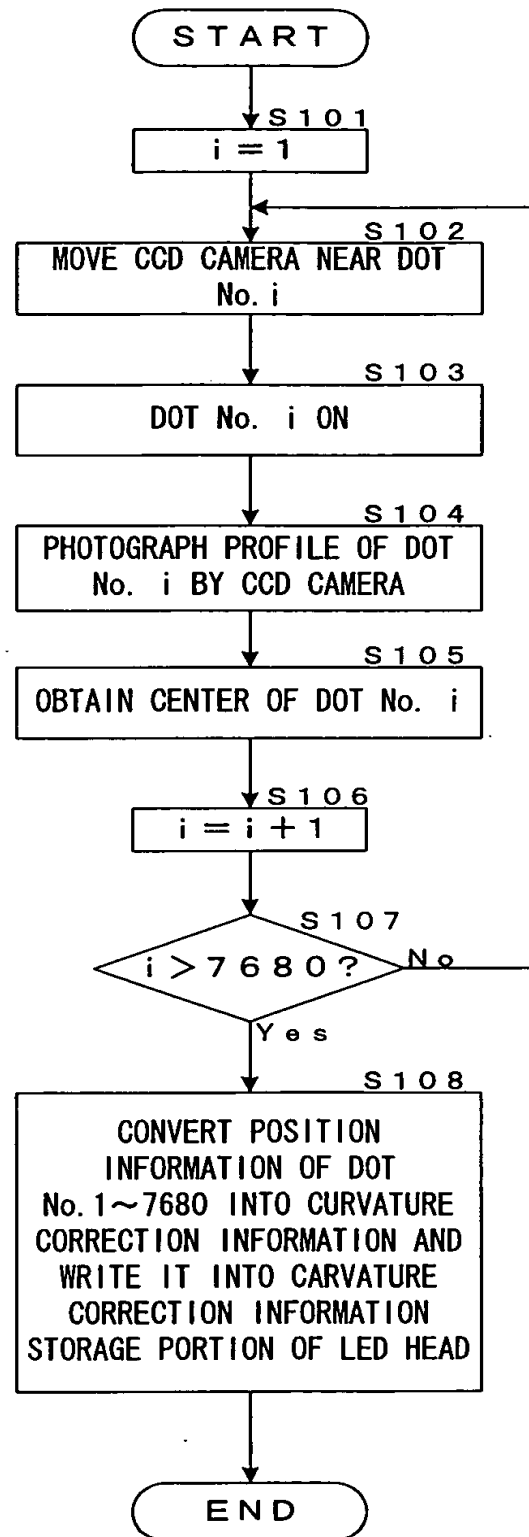 START
S101
i=1
S102
MOVE CCD CAMERA NEAR DOT
No. i
S103
DOT No. i ON
S104
PHOTOGRAPH PROFILE OF DOT
No. i BY CCD CAMERA
S105
OBTAIN CENTER OF DOT No. i
S106
i=i+1
S107
i>7680?
No
Yes
S108
CONVERT POSITION
INFORMATION OF DOT
No.1~7680 INTO CURVATURE
CORRECTION INFORMATION AND
WRITE IT INTO CARVATURE
CORRECTION INFORMATION
STORAGE PORTION OF LED HEAD
END